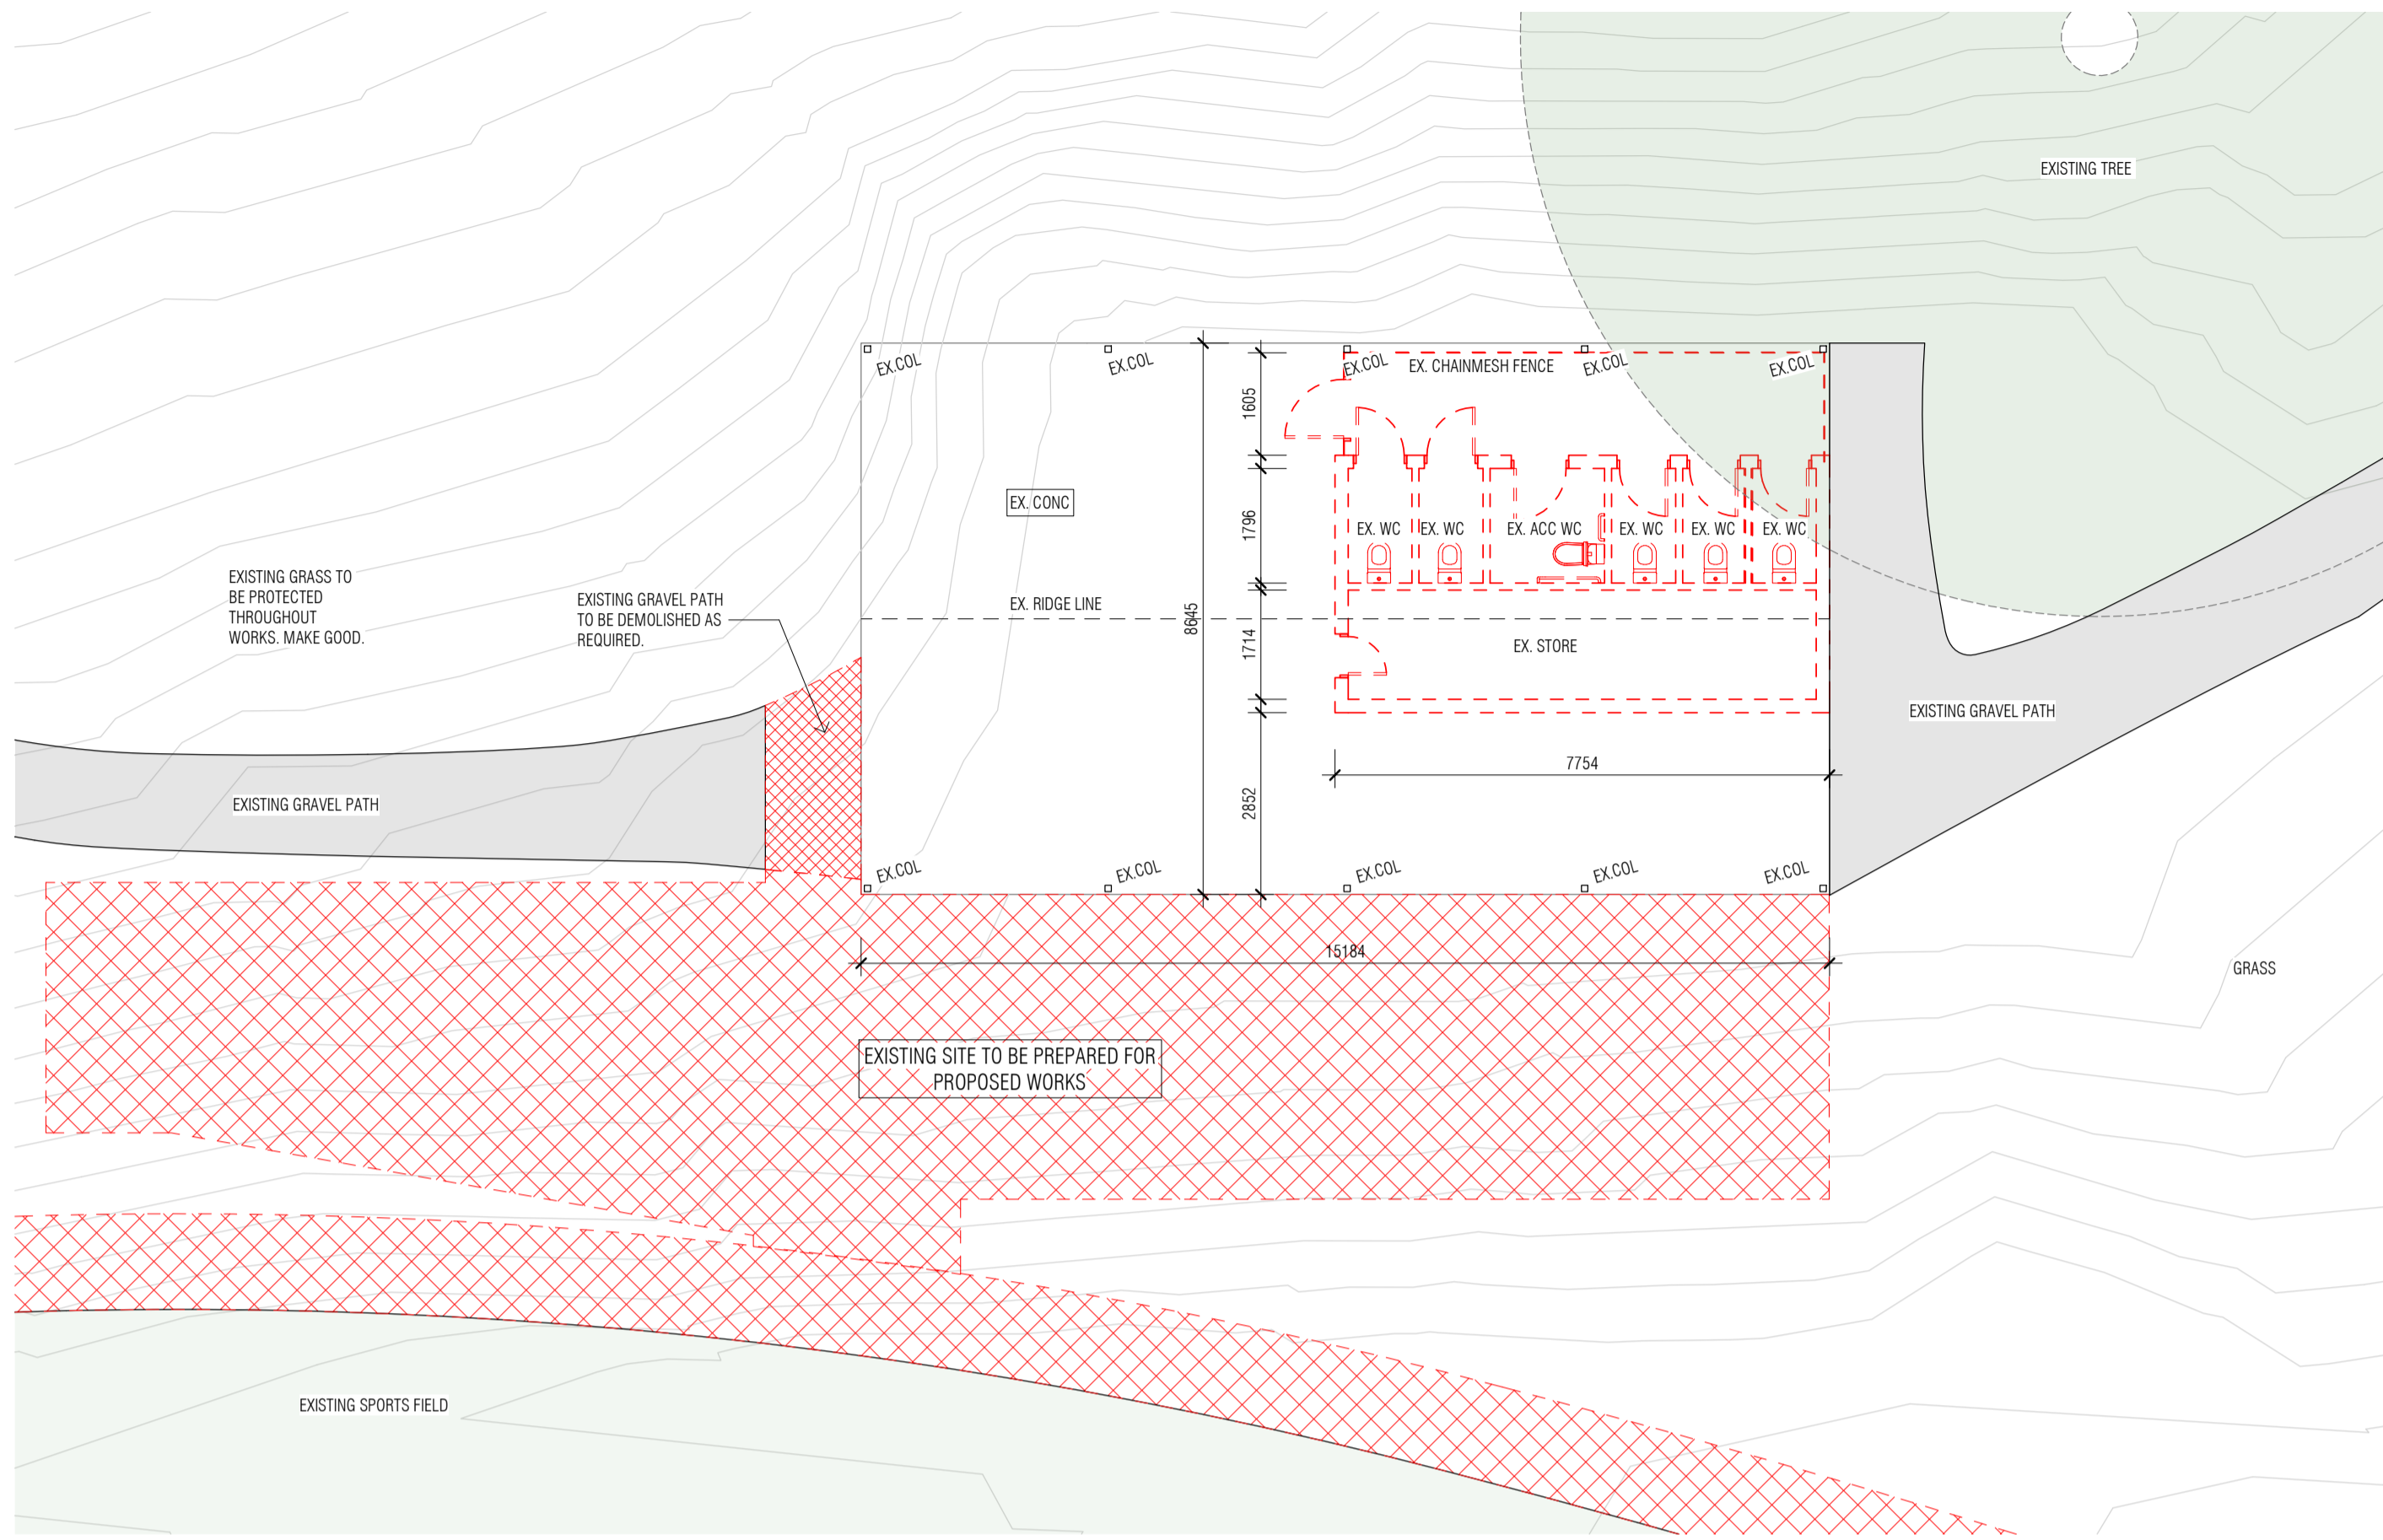 EXISTING TREE
EX.COL
EX.COL
EX.COL
EX. CHAINMESH FENCE
EX.COL
EX.COL
1605
EX. CONC
1796
EX. WC
EX. WC
EX. ACC WC
EX. WC
EX. WC
EX. WC
EXISTING GRASS TO
BE PROTECTED
THROUGHOUT
WORKS. MAKE GOOD.
EXISTING GRAVEL PATH
TO BE DEMOLISHED AS
REQUIRED.
EX. RIDGE LINE
8645
1714
EX. STORE
EXISTING GRAVEL PATH
7754
EXISTING GRAVEL PATH
2852
EX.COL
EX.COL
EX.COL
EX.COL
EX.COL
15184
GRASS
EXISTING SITE TO BE PREPARED FOR
PROPOSED WORKS
EXISTING SPORTS FIELD